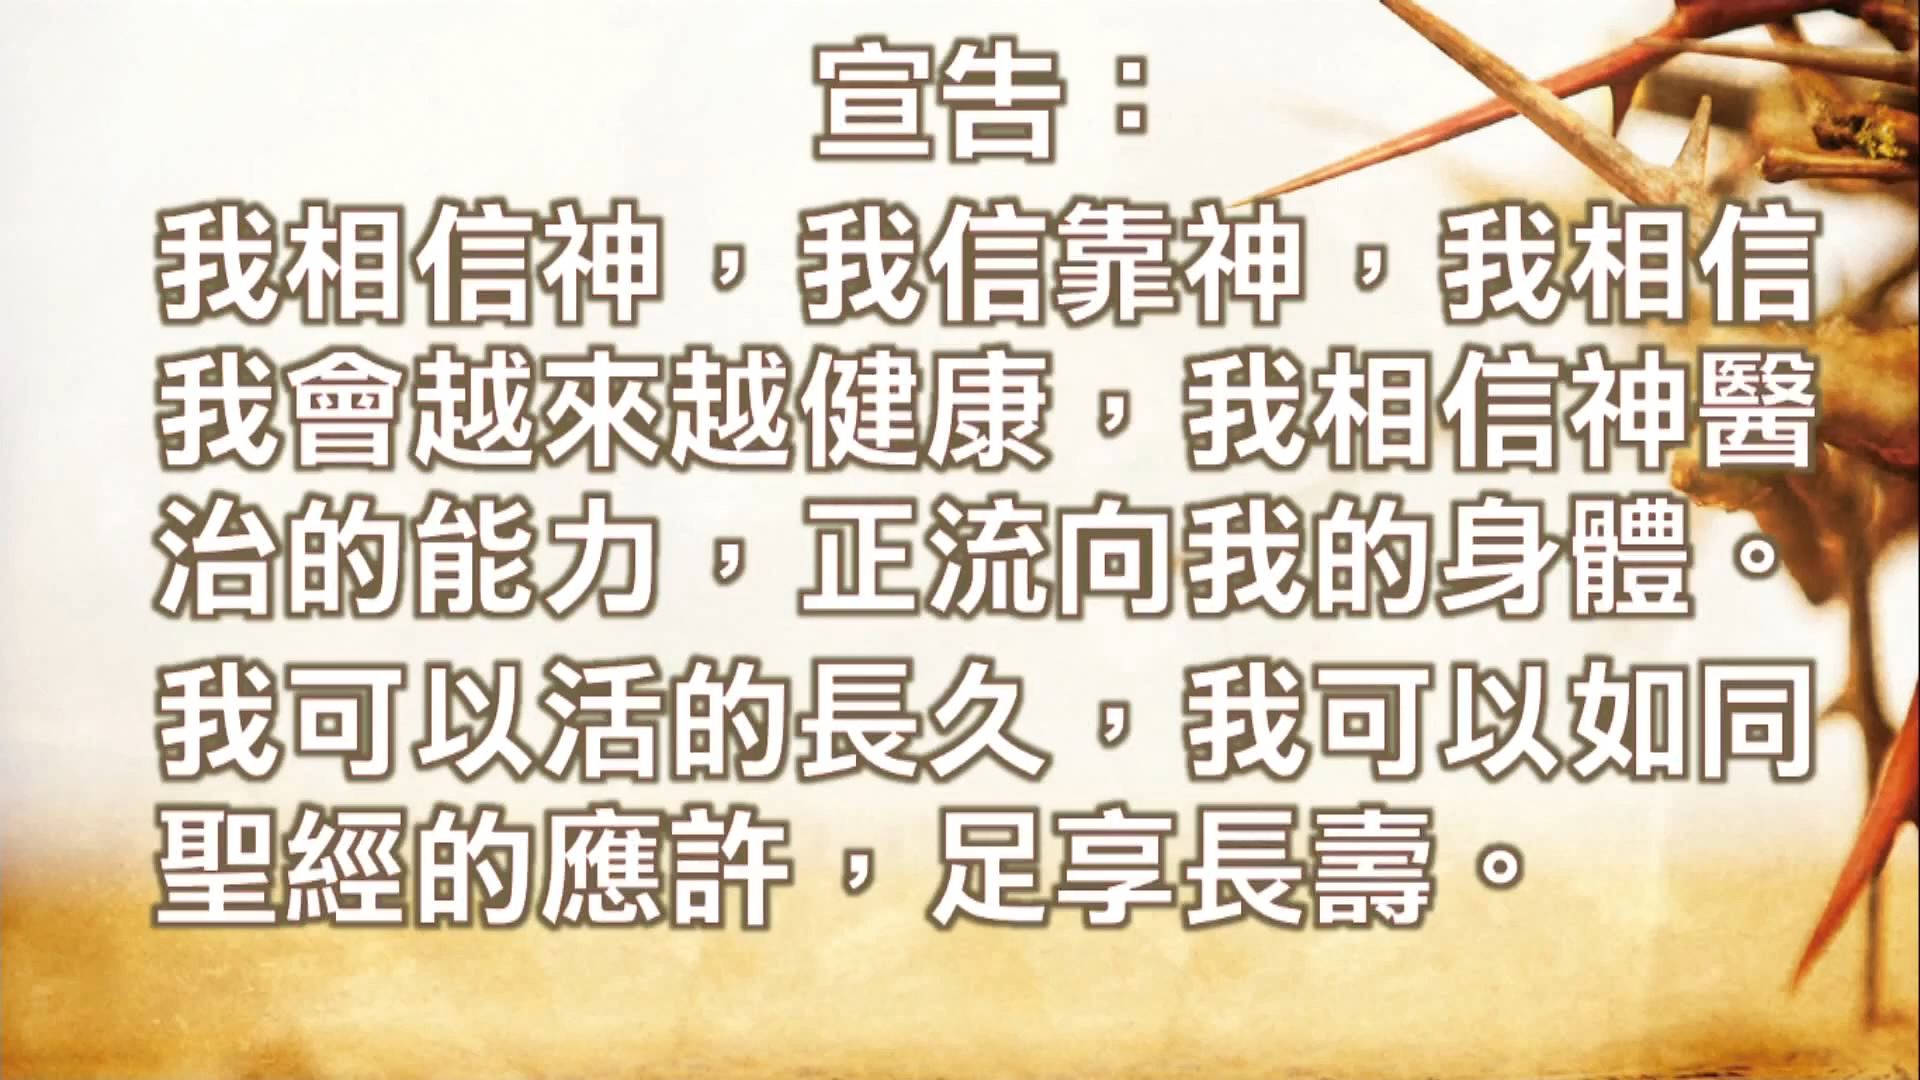 宣告：
我相信神，我信靠神，我相信
我會越來越健康，我相信神醫
治的能力，正流向我的身體。
我可以活的長久，我可以如同
聖經的應許，足享長壽。